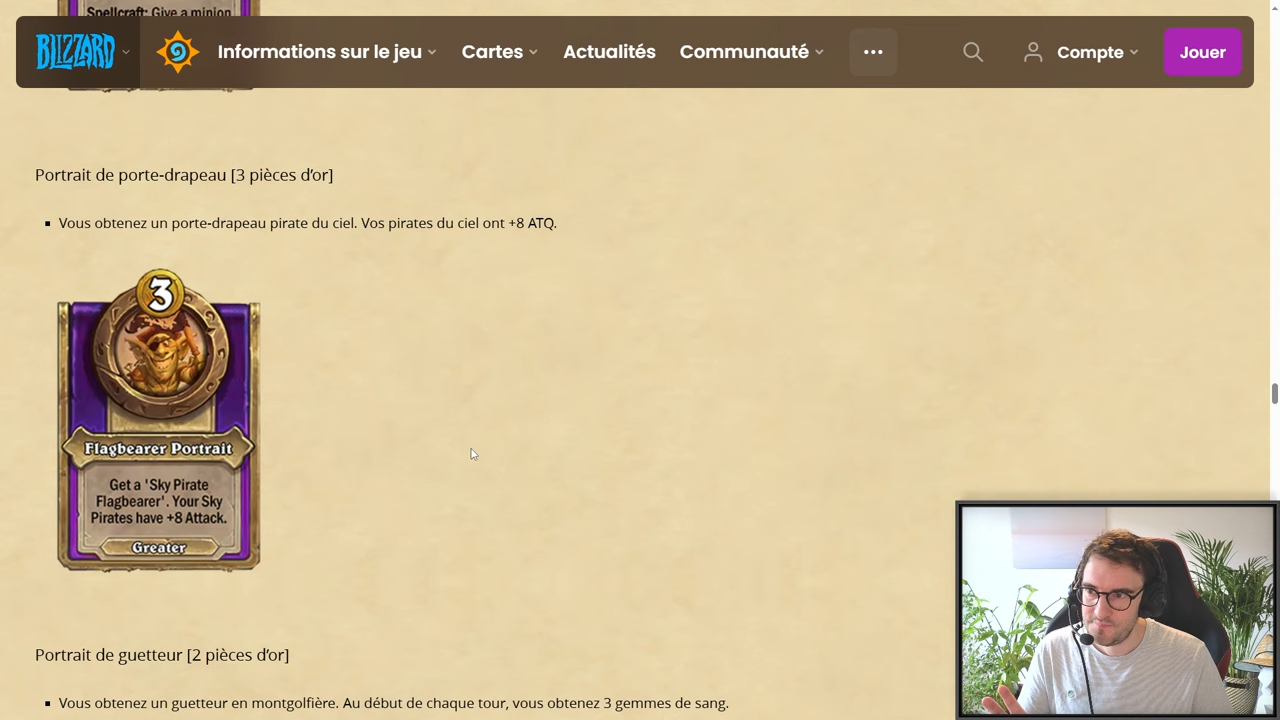 Spellcraft: Give a minion
BLIZZARD
Informations sur le jeu
Cartes
Actualités
Communauté
Compte
Jouer
Portrait de porte-drapeau [3 pièces d'or]
Vous obtenez un porte-drapeau pirate du ciel. Vos pirates du ciel ont +8 ATQ.
3
Flagbearer Portrait
Get a 'Sky Pirate
Flagbearer'. Your Sky
Pirates have +8 Attack.
Greater
Portrait de guetteur [2 pièces d'or]
Vous obtenez un guetteur en montgolfière. Au début de chaque tour, vous obtenez 3 gemmes de sang.